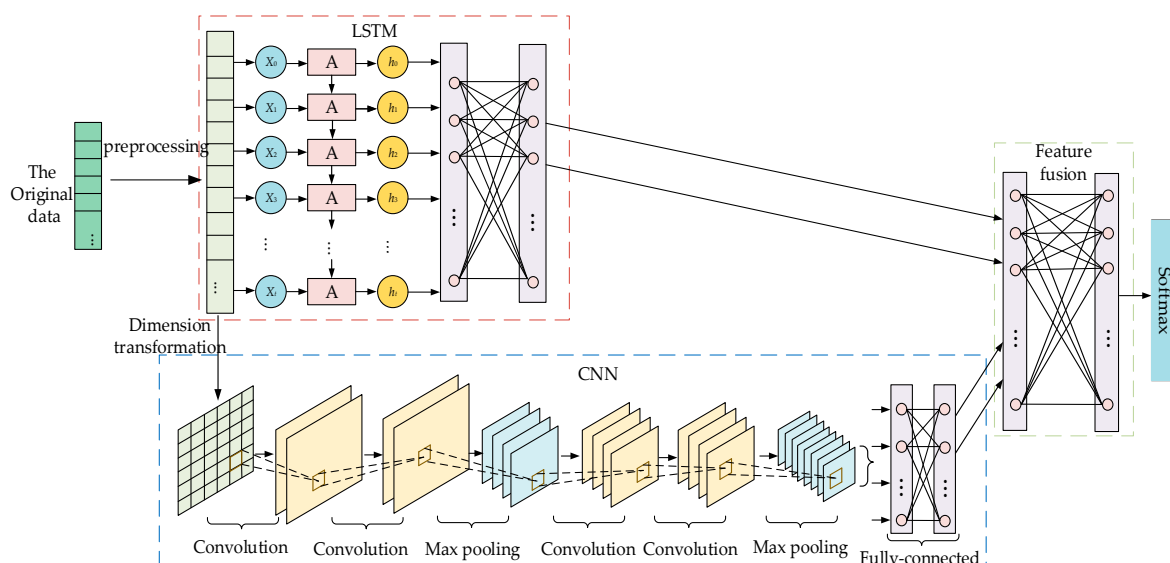 LSTM
The
Original
data
...
preprocessing
...
X₀
A
h₀
X₁
A
h₁
X₂
A
h₂
X₃
A
h₃
...
...
...
Xₜ
A
hₜ
...
...
Feature
fusion
...
...
Softmax
Dimension
transformation
CNN
...
...
Convolution
Convolution
Max pooling
Convolution
Convolution
Max pooling
Fully-connected